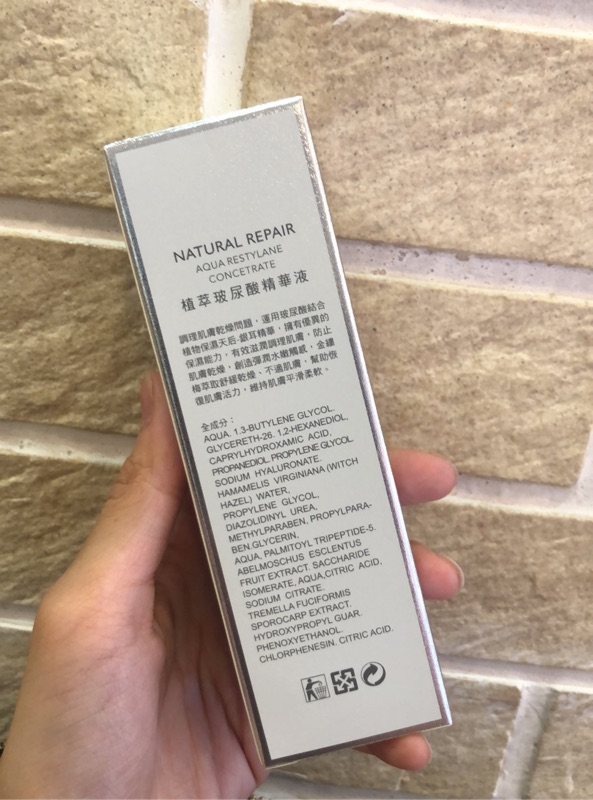 NATURAL REPAIR
AQUA RESTYLANE
CONCETRATE
植萃玻尿酸精華液
調理肌膚乾燥問題，運用玻尿酸結合
植物保濕天后-銀耳精華，擁有優異的
保濕能力，有效滋潤調理肌膚，防止
肌膚乾燥，創造彈潤水嫩觸感，金縷
梅萃取舒緩乾燥、不適肌膚，幫助恢
復肌膚活力，維持肌膚平滑柔軟。
全成分：
AQUA. 1.3-BUTYLENE GLYCOL.
GLYCERETH-26. 1,2-HEXANEDIOL,
CAPRYLHYDROXAMIC ACID,
PROPANEDIOL. PROPYLENE GLYCOL.
SODIUM HYALURONATE.
HAMAMELIS VIRGINIANA (WITCH
HAZEL) WATER,
PROPYLENE GLYCOL,
DIAZOLIDINYL UREA,
METHYLPARABEN, PROPYLPARA-
BEN.GLYCERIN,
AQUA, PALMITOYL TRIPEPTIDE-5.
ABELMOSCHUS ESCLENTUS
FRUIT EXTRACT. SACCHARIDE
ISOMERATE, AQUA,CITRIC ACID,
SODIUM CITRATE.
TREMELLA FUCIFORMIS
SPOROCARP EXTRACT.
HYDROXYPROPYL GUAR.
PHENOXYETHANOL.
CHLORPHENESIN. CITRIC ACID.